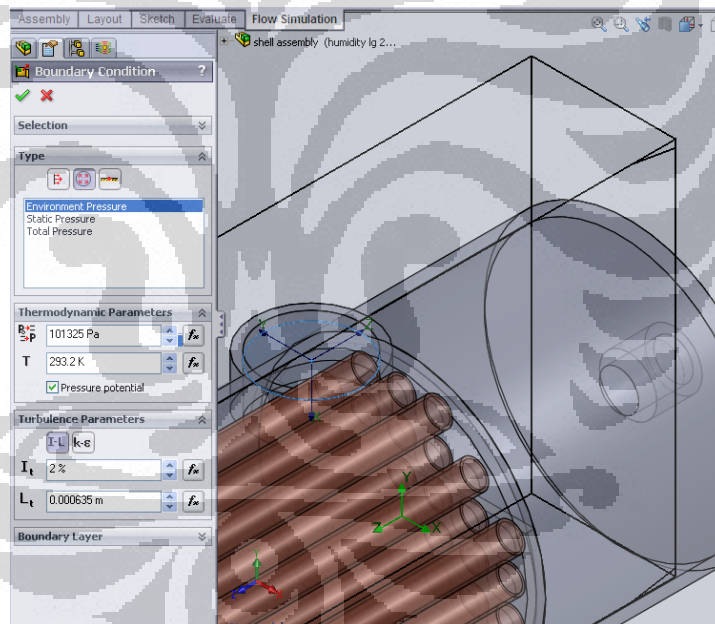 Assembly Layout Sketch Evaluate Flow Simulation
shell assembly (humidity lg 2...
Boundary Condition ?
Selection
Type
Environment Pressure
Static Pressure
Total Pressure
Thermodynamic Parameters
101325 Pa
T 293.2 K
Pressure potential
Turbulence Parameters
I-L k-ε
It 2 %
Lt 0.000635 m
Boundary Layer
Y
Z X